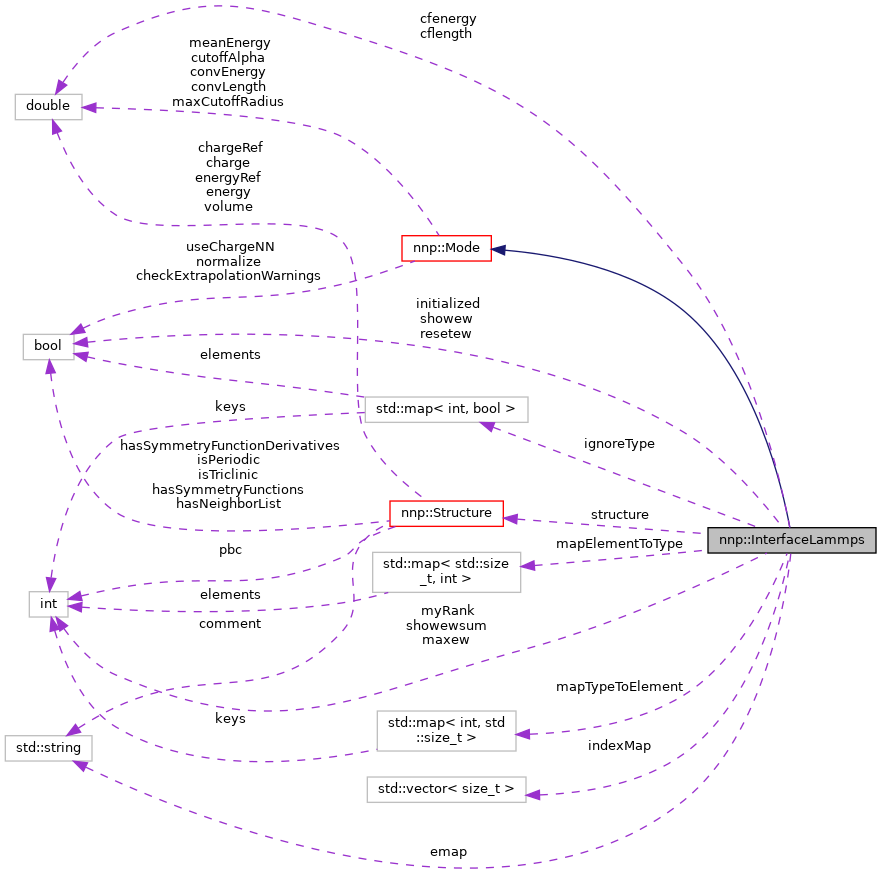 cfenergy
cflength
meanEnergy
cutoffAlpha
convEnergy
convLength
maxCutoffRadius
double
chargeRef
charge
energyRef
energy
volume
nnp::Mode
useChargeNN
normalize
checkExtrapolationWarnings
initialized
showew
resetew
bool
elements
keys
std::map< int, bool >
ignoreType
hasSymmetryFunctionDerivatives
isPeriodic
isTriclinic
hasSymmetryFunctions
hasNeighborList
nnp::Structure
structure
nnp::InterfaceLammps
mapElementToType
pbc
std::map< std::size
_t, int >
elements
int
comment
myRank
showewsum
maxew
mapTypeToElement
keys
std::map< int, std
::size_t >
indexMap
std::string
std::vector< size_t >
emap